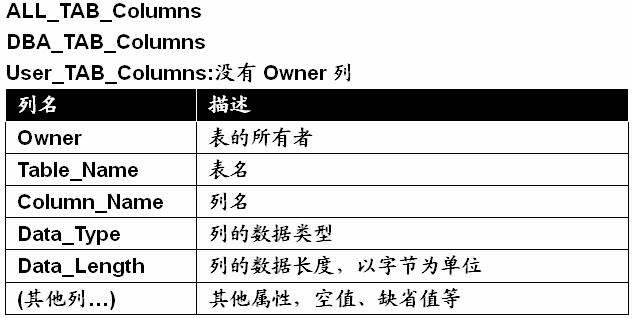 ALL_TAB_Columns
DBA_TAB_Columns
User_TAB_Columns:没有 Owner 列
列名 描述
Owner 表的所有者
Table_Name 表名
Column_Name 列名
Data_Type 列的数据类型
Data_Length 列的数据长度，以字节为单位
(其他列...) 其他属性，空值、缺省值等